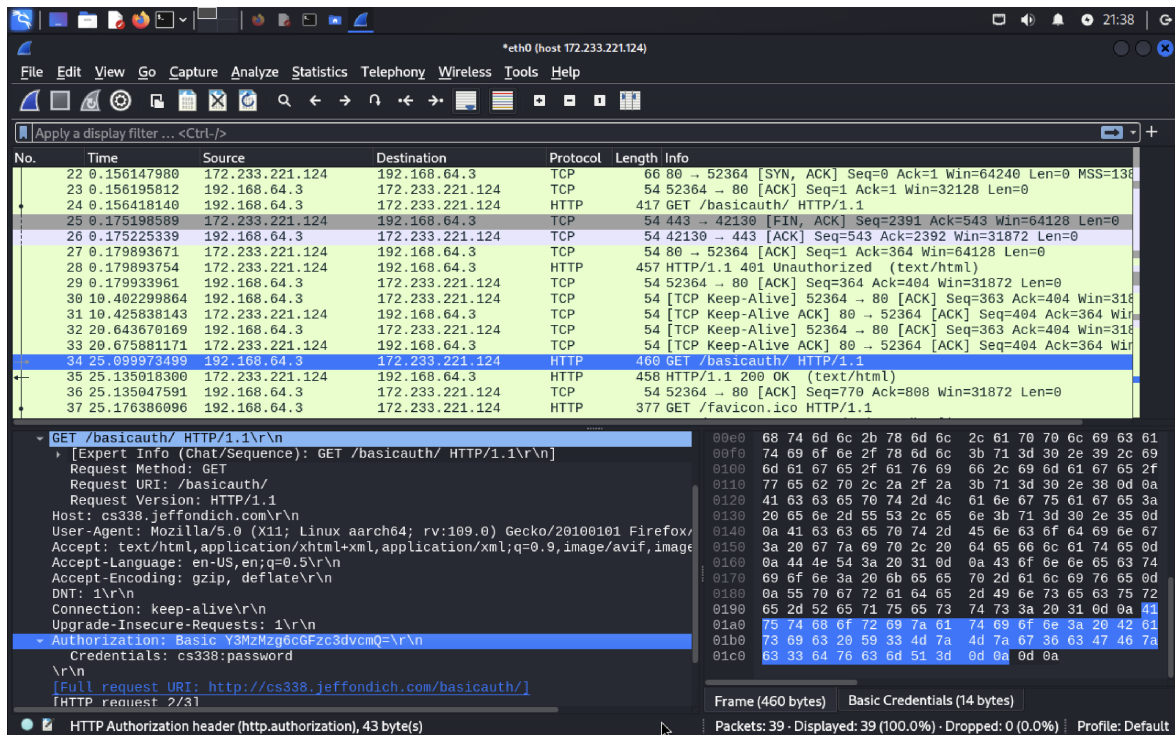 21:38
*eth0 (host 172.233.221.124)
File Edit View Go Capture Analyze Statistics Telephony Wireless Tools Help
Apply a display filter ... <Ctrl-/>
No. Time Source Destination Protocol Length Info
22 0.156147980 172.233.221.124 192.168.64.3 TCP 66 80 → 52364 [SYN, ACK] Seq=0 Ack=1 Win=64240 Len=0 MSS=138
23 0.156195812 192.168.64.3 172.233.221.124 TCP 54 52364 → 80 [ACK] Seq=1 Ack=1 Win=32128 Len=0
24 0.156418140 192.168.64.3 172.233.221.124 HTTP 417 GET /basicauth/ HTTP/1.1
25 0.175198589 172.233.221.124 192.168.64.3 TCP 54 443 → 42130 [FIN, ACK] Seq=2391 Ack=543 Win=64128 Len=0
26 0.175225339 192.168.64.3 172.233.221.124 TCP 54 42130 → 443 [ACK] Seq=543 Ack=2392 Win=31872 Len=0
27 0.179893671 172.233.221.124 192.168.64.3 TCP 54 80 → 52364 [ACK] Seq=1 Ack=364 Win=64128 Len=0
28 0.179893754 172.233.221.124 192.168.64.3 HTTP 457 HTTP/1.1 401 Unauthorized (text/html)
29 0.179933961 192.168.64.3 172.233.221.124 TCP 54 52364 → 80 [ACK] Seq=364 Ack=404 Win=31872 Len=0
30 10.402299864 192.168.64.3 172.233.221.124 TCP 54 [TCP Keep-Alive] 52364 → 80 [ACK] Seq=363 Ack=404 Win=318
31 10.425838143 172.233.221.124 192.168.64.3 TCP 54 [TCP Keep-Alive ACK] 80 → 52364 [ACK] Seq=404 Ack=364 Win
32 20.643670169 192.168.64.3 172.233.221.124 TCP 54 [TCP Keep-Alive] 52364 → 80 [ACK] Seq=363 Ack=404 Win=318
33 20.675881171 172.233.221.124 192.168.64.3 TCP 54 [TCP Keep-Alive ACK] 80 → 52364 [ACK] Seq=404 Ack=364 Win
34 25.099973499 192.168.64.3 172.233.221.124 HTTP 460 GET /basicauth/ HTTP/1.1
35 25.135018300 172.233.221.124 192.168.64.3 HTTP 458 HTTP/1.1 200 OK (text/html)
36 25.135047591 192.168.64.3 172.233.221.124 TCP 54 52364 → 80 [ACK] Seq=770 Ack=808 Win=31872 Len=0
37 25.176386096 192.168.64.3 172.233.221.124 HTTP 377 GET /favicon.ico HTTP/1.1
GET /basicauth/ HTTP/1.1\r\n
[Expert Info (Chat/Sequence): GET /basicauth/ HTTP/1.1\r\n]
Request Method: GET
Request URI: /basicauth/
Request Version: HTTP/1.1
Host: cs338.jeffondich.com\r\n
User-Agent: Mozilla/5.0 (X11; Linux aarch64; rv:109.0) Gecko/20100101 Firefox/
Accept: text/html,application/xhtml+xml,application/xml;q=0.9,image/avif,image
Accept-Language: en-US,en;q=0.5\r\n
Accept-Encoding: gzip, deflate\r\n
DNT: 1\r\n
Connection: keep-alive\r\n
Upgrade-Insecure-Requests: 1\r\n
Authorization: Basic Y3MzMzg6cGFzc3dvcmQ=\r\n
Credentials: cs338:password
\r\n
[Full request URI: http://cs338.jeffondich.com/basicauth/]
[HTTP request 2/3]
00e0 68 74 6d 6c 2b 78 6d 6c 2c 61 70 70 6c 69 63 61
00f0 74 69 6f 6e 2f 78 6d 6c 3b 71 3d 30 2e 39 2c 69
0100 6d 61 67 65 2f 61 76 69 66 2c 69 6d 61 67 65 2f
0110 77 65 62 70 2c 2a 2f 2a 3b 71 3d 30 2e 38 0d 0a
0120 41 63 63 65 70 74 2d 4c 61 6e 67 75 61 67 65 3a
0130 20 65 6e 2d 55 53 2c 65 6e 3b 71 3d 30 2e 35 0d
0140 0a 41 63 63 65 70 74 2d 45 6e 63 6f 64 69 6e 67
0150 3a 20 67 7a 69 70 2c 20 64 65 66 6c 61 74 65 0d
0160 0a 44 4e 54 3a 20 31 0d 0a 43 6f 6e 6e 65 63 74
0170 69 6f 6e 3a 20 6b 65 65 70 2d 61 6c 69 76 65 0d
0180 0a 55 70 67 72 61 64 65 2d 49 6e 73 65 63 75 72
0190 65 2d 52 65 71 75 65 73 74 73 3a 20 31 0d 0a 41
01a0 75 74 68 6f 72 69 7a 61 74 69 6f 6e 3a 20 42 61
01b0 73 69 63 20 59 33 4d 7a 4d 7a 67 36 63 47 46 7a
01c0 63 33 64 76 63 6d 51 3d 0d 0a 0d 0a
Frame (460 bytes) Basic Credentials (14 bytes)
HTTP Authorization header (http.authorization), 43 byte(s) Packets: 39 · Displayed: 39 (100.0%) · Dropped: 0 (0.0%) Profile: Default